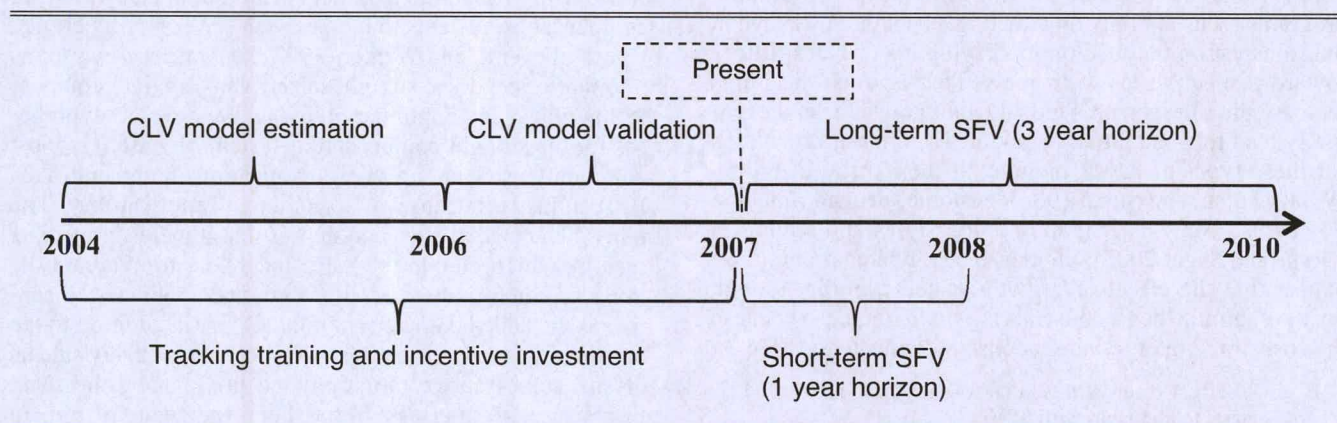 Present
CLV model estimation
CLV model validation
Long-term SFV (3 year horizon)
2004
2006
2007
2008
2010
Tracking training and incentive investment
Short-term SFV
(1 year horizon)